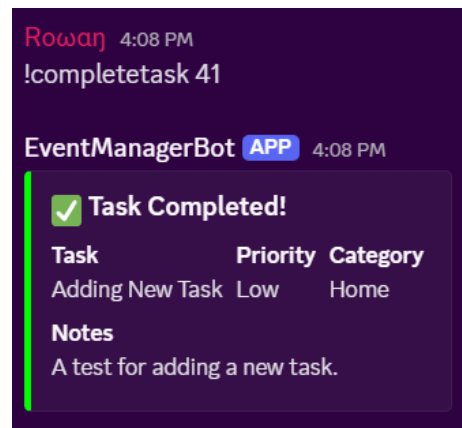 Roωaŋ 4:08 PM
!completetask 41
EventManagerBot APP 4:08 PM
✅ Task Completed!
Task Priority Category
Adding New Task Low Home
Notes
A test for adding a new task.